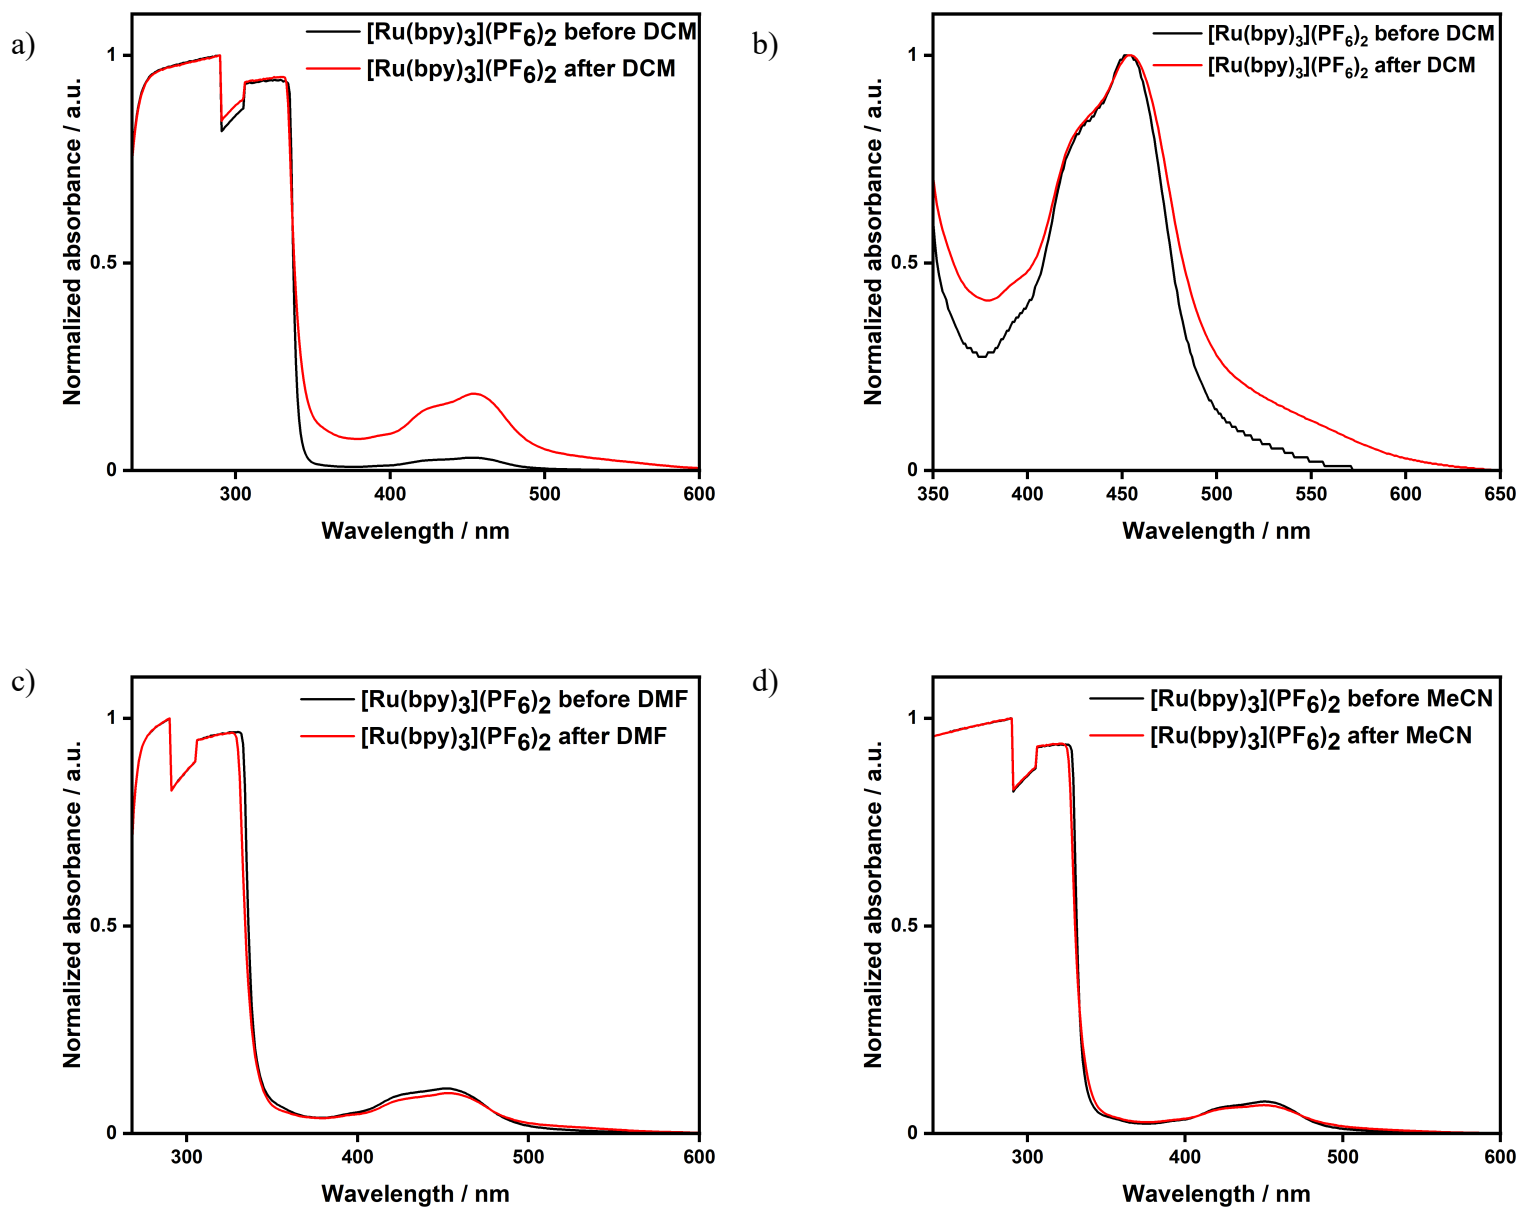 a)
[Ru(bpy)3](PF6)2 before DCM
[Ru(bpy)3](PF6)2 after DCM
Normalized absorbance / a.u.
1
0.5
0
300
400
500
600
Wavelength / nm
b)
[Ru(bpy)3](PF6)2 before DCM
[Ru(bpy)3](PF6)2 after DCM
Normalized absorbance / a.u.
1
0.5
0
350
400
450
500
550
600
650
Wavelength / nm
c)
[Ru(bpy)3](PF6)2 before DMF
[Ru(bpy)3](PF6)2 after DMF
Normalized absorbance / a.u.
1
0.5
0
300
400
500
600
Wavelength / nm
d)
[Ru(bpy)3](PF6)2 before MeCN
[Ru(bpy)3](PF6)2 after MeCN
Normalized absorbance / a.u.
1
0.5
0
300
400
500
600
Wavelength / nm